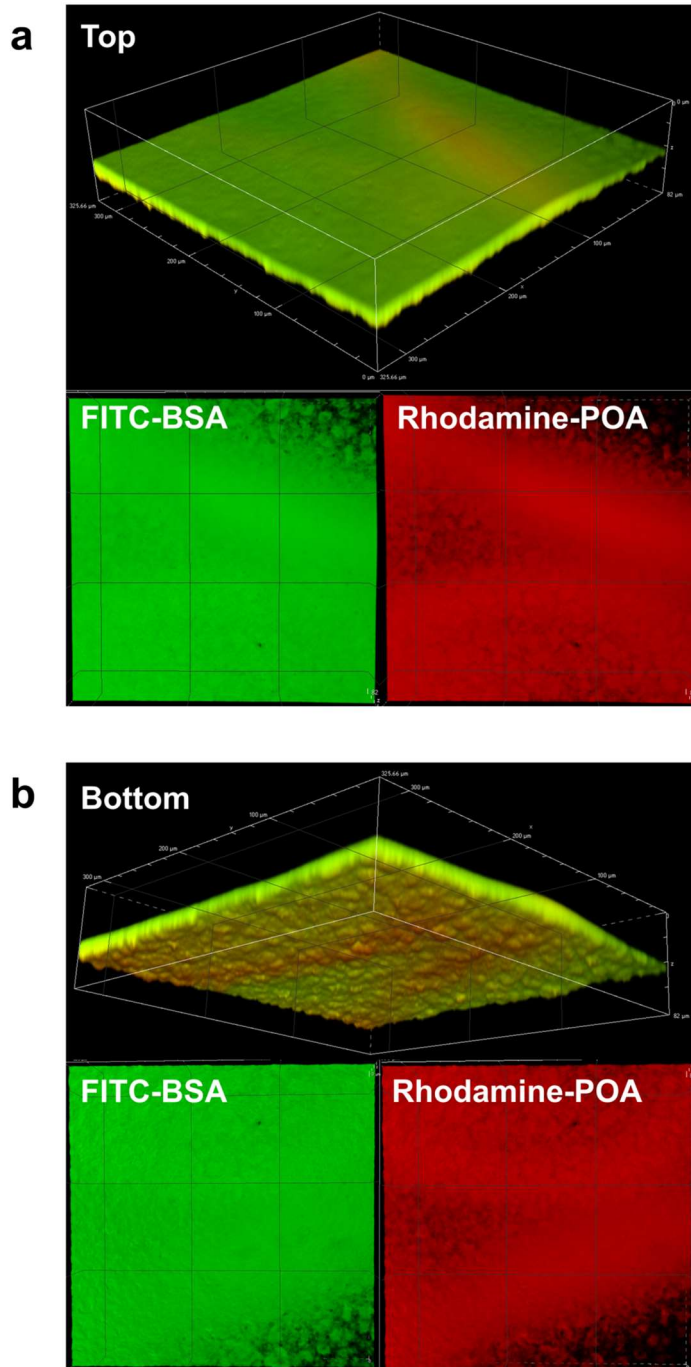 a
Top
0 µm
z
82 µm
325.66 µm
300 µm
100 µm
200 µm
x
200 µm
y
100 µm
300 µm
0 µm 325.66 µm
FITC-BSA
Rhodamine-POA
b
Bottom
325.66 µm
300 µm
100 µm
x
y
200 µm
200 µm
300 µm
100 µm
z
82 µm
FITC-BSA
Rhodamine-POA